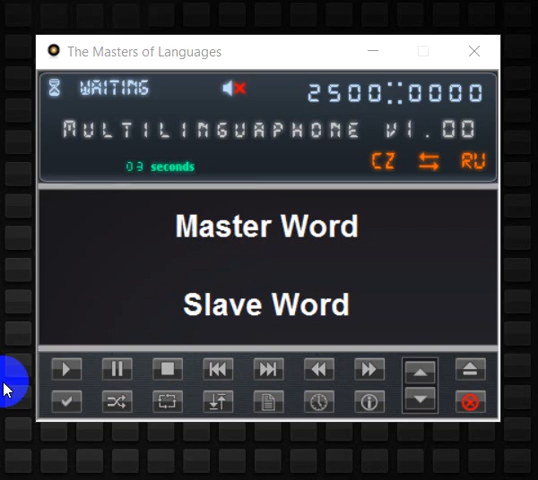 The Masters of Languages
WAITING 2500::0000
MULTILINGUAPHONE v1.00
03 seconds CZ ⇆ RU
Master Word
Slave Word